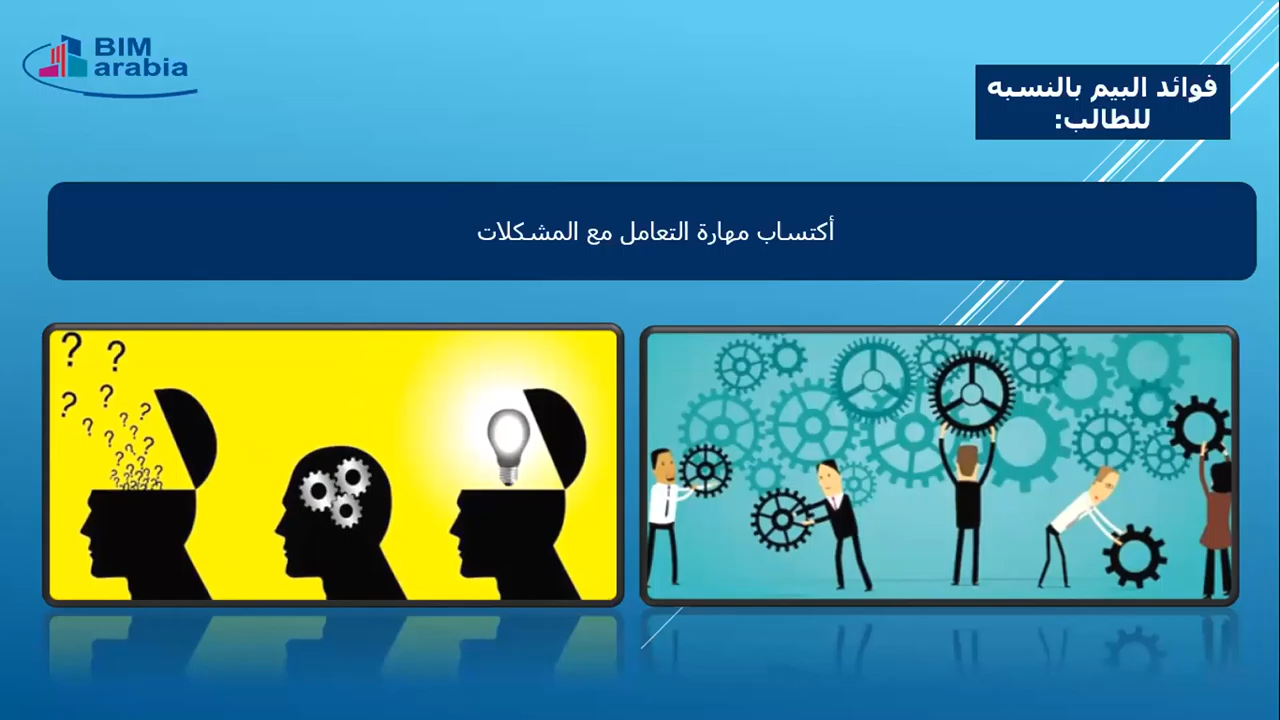 BIM
arabia
فوائد البيم بالنسبه
للطالب:
أكتساب مهارة التعامل مع المشكلات